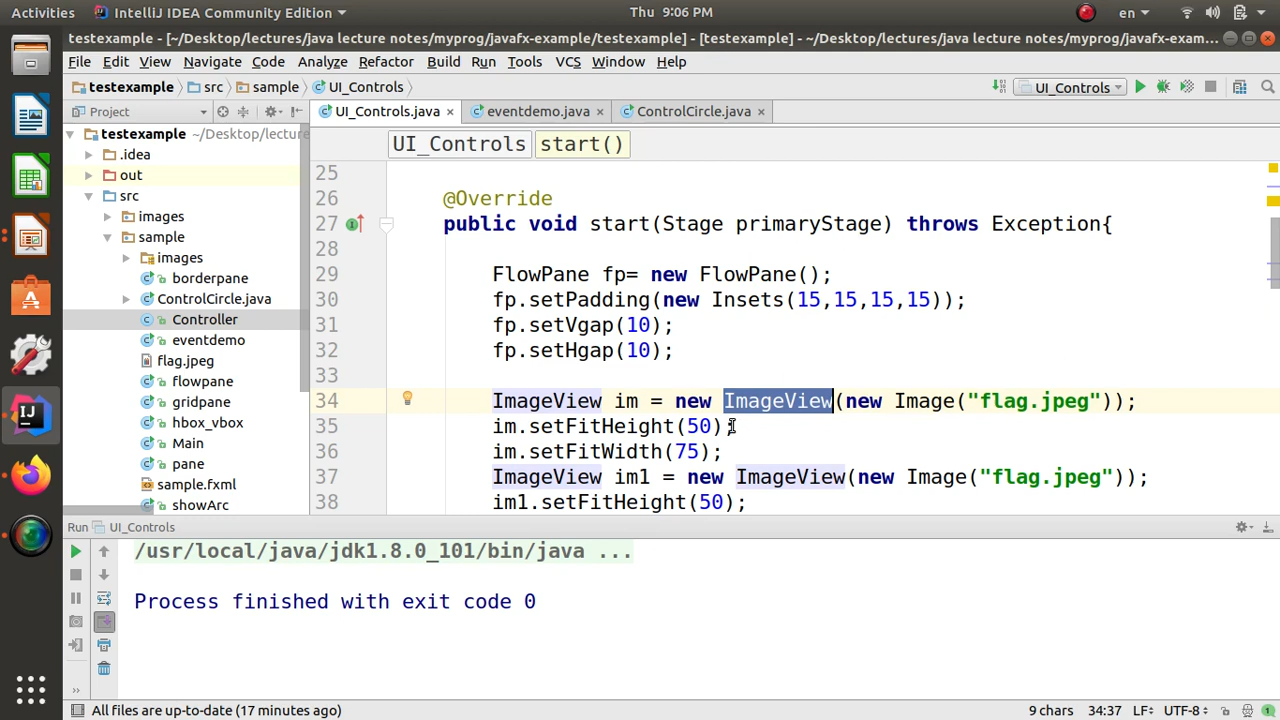 Activities IntelliJ IDEA Community Edition Thu 9:06 PM en
testexample - [~/Desktop/lectures/java lecture notes/myprog/javafx-example/testexample] - [testexample] - .../Desktop/lectures/java lecture notes/myprog/javafx-exam...
File Edit View Navigate Code Analyze Refactor Build Run Tools VCS Window Help
testexample src sample UI_Controls UI_Controls
Project UI_Controls.java eventdemo.java ControlCircle.java
testexample ~/Desktop/lecture
.idea
out
src
images
sample
images
borderpane
ControlCircle.java
Controller
eventdemo
flag.jpeg
flowpane
gridpane
hbox_vbox
Main
pane
sample.fxml
showArc
UI_Controls start()
25
26 @Override
27 public void start(Stage primaryStage) throws Exception{
28
29 FlowPane fp= new FlowPane();
30 fp.setPadding(new Insets(15,15,15,15));
31 fp.setVgap(10);
32 fp.setHgap(10);
33
34 ImageView im = new ImageView(new Image("flag.jpeg"));
35 im.setFitHeight(50);
36 im.setFitWidth(75);
37 ImageView im1 = new ImageView(new Image("flag.jpeg"));
38 im1.setFitHeight(50);
Run UI_Controls
/usr/local/java/jdk1.8.0_101/bin/java ...
Process finished with exit code 0
All files are up-to-date (17 minutes ago) 9 chars 34:37 LF UTF-8